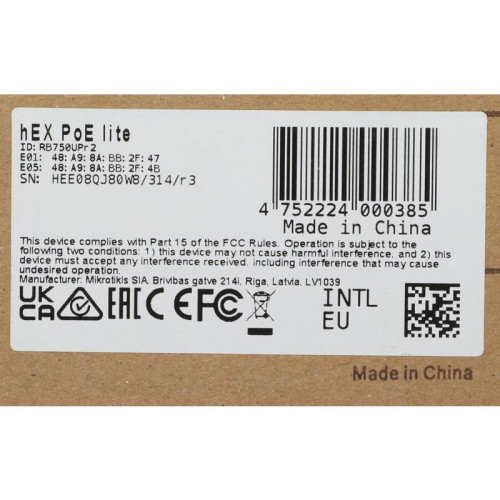 hEX PoE lite
ID: RB750UPr2
E01: 48: A9: 8A: BB: 2F: 47
E05: 48: A9: 8A: BB: 2F: 4B
SN: HEE08QJ80W8/314/r3
4 752224 000385
Made in China
This device complies with Part 15 of the FCC Rules. Operation is subject to the
following two conditions: 1) this device may not cause harmful interference, and 2) this
device must accept any interference received, including interference that may cause
undesired operation.
Manufacturer: Mikrotikls SIA, Brivibas gatve 214i, Riga, Latvia, LV1039
UK CA EAC CE FC INTL
EU
Made in China